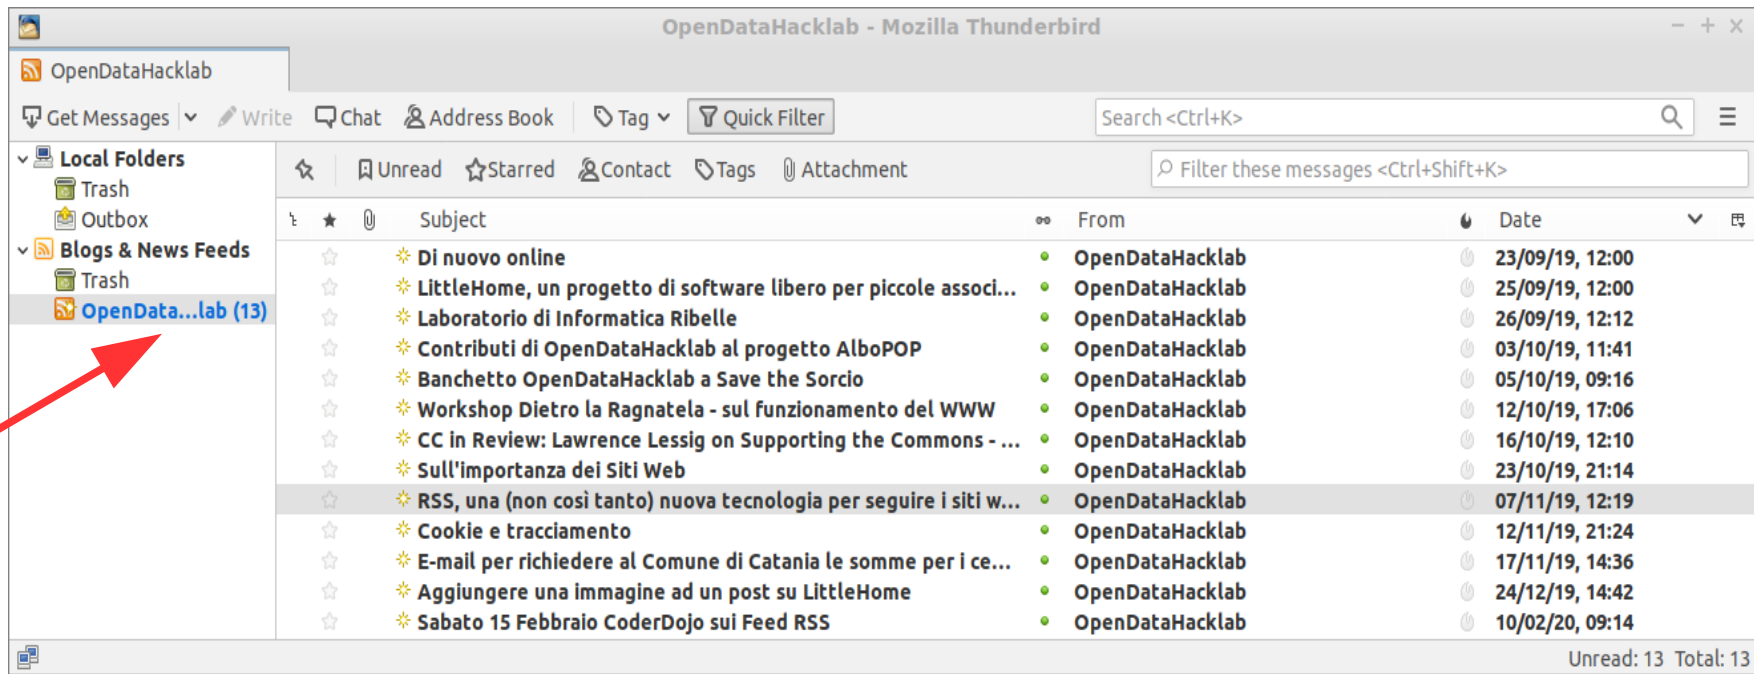 OpenDataHacklab - Mozilla Thunderbird
OpenDataHacklab
Get Messages Write Chat Address Book Tag Quick Filter Search <Ctrl+K>
Local Folders
Trash
Outbox
Blogs & News Feeds
Trash
OpenData...lab (13)
Unread Starred Contact Tags Attachment Filter these messages <Ctrl+Shift+K>
Subject From Date
Di nuovo online OpenDataHacklab 23/09/19, 12:00
LittleHome, un progetto di software libero per piccole associ... OpenDataHacklab 25/09/19, 12:00
Laboratorio di Informatica Ribelle OpenDataHacklab 26/09/19, 12:12
Contributi di OpenDataHacklab al progetto AlboPOP OpenDataHacklab 03/10/19, 11:41
Banchetto OpenDataHacklab a Save the Sorcio OpenDataHacklab 05/10/19, 09:16
Workshop Dietro la Ragnatela - sul funzionamento del WWW OpenDataHacklab 12/10/19, 17:06
CC in Review: Lawrence Lessig on Supporting the Commons - ... OpenDataHacklab 16/10/19, 12:10
Sull'importanza dei Siti Web OpenDataHacklab 23/10/19, 21:14
RSS, una (non così tanto) nuova tecnologia per seguire i siti w... OpenDataHacklab 07/11/19, 12:19
Cookie e tracciamento OpenDataHacklab 12/11/19, 21:24
E-mail per richiedere al Comune di Catania le somme per i ce... OpenDataHacklab 17/11/19, 14:36
Aggiungere una immagine ad un post su LittleHome OpenDataHacklab 24/12/19, 14:42
Sabato 15 Febbraio CoderDojo sui Feed RSS OpenDataHacklab 10/02/20, 09:14
Unread: 13 Total: 13